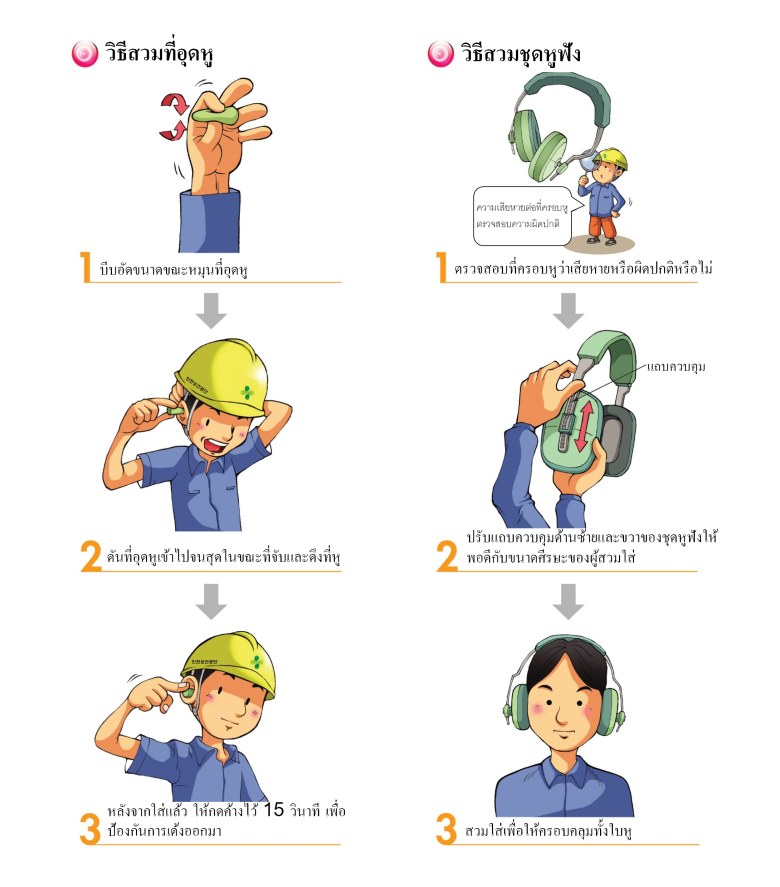 วิธีสวมที่อุดหู
1 บีบอัดขนาดขณะหมุนที่อุดหู
2 ดันที่อุดหูเข้าไปจนสุดในขณะที่จับและดึงที่หู
3 หลังจากใส่แล้ว ให้กดค้างไว้ 15 วินาที เพื่อ
ป้องกันการเด้งออกมา
วิธีสวมชุดหูฟัง
ความเสียหายต่อที่ครอบหู
ตรวจสอบความผิดปกติ
1 ตรวจสอบที่ครอบหูว่าเสียหายหรือผิดปกติหรือไม่
แถบควบคุม
2 ปรับแถบควบคุมด้านซ้ายและขวาของชุดหูฟังให้
พอดีกับขนาดศีรษะของผู้สวมใส่
3 สวมใส่เพื่อให้ครอบคลุมทั้งใบหู